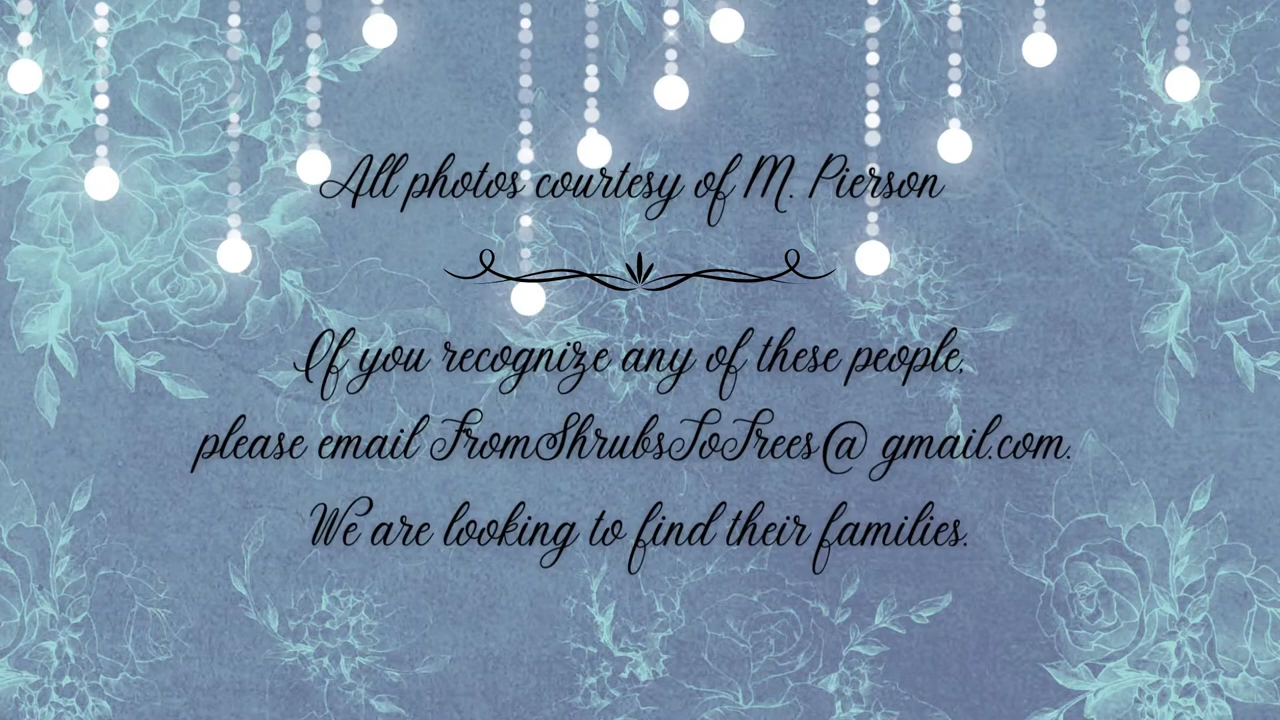 All photos courtesy of M. Pierson
If you recognize any of these people,
please email FromShrubsToTrees@ gmail.com.
We are looking to find their families.